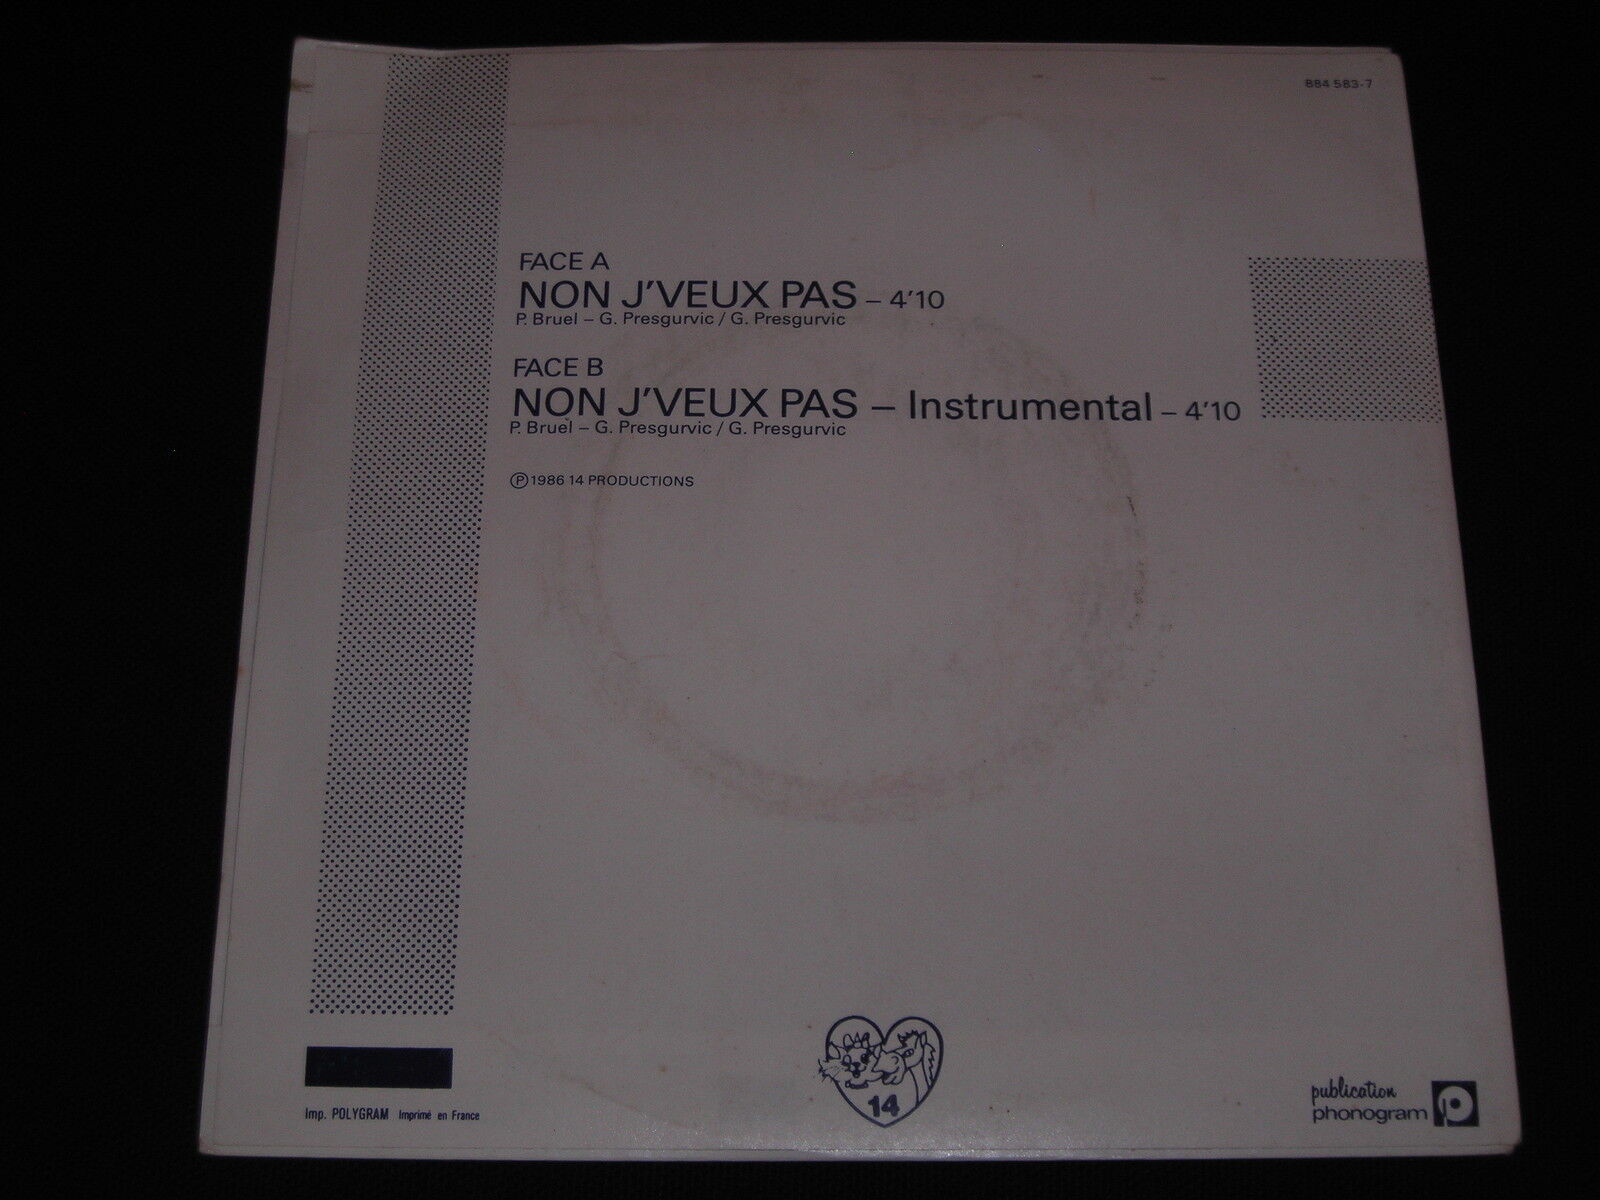 884 583-7
FACE A
NON J'VEUX PAS – 4'10
P. Bruel – G. Presgurvic / G. Presgurvic
FACE B
NON J'VEUX PAS – Instrumental – 4'10
P. Bruel – G. Presgurvic / G. Presgurvic
Ⓟ 1986 14 PRODUCTIONS
14
Imp. POLYGRAM Imprimé en France
publication
phonogram